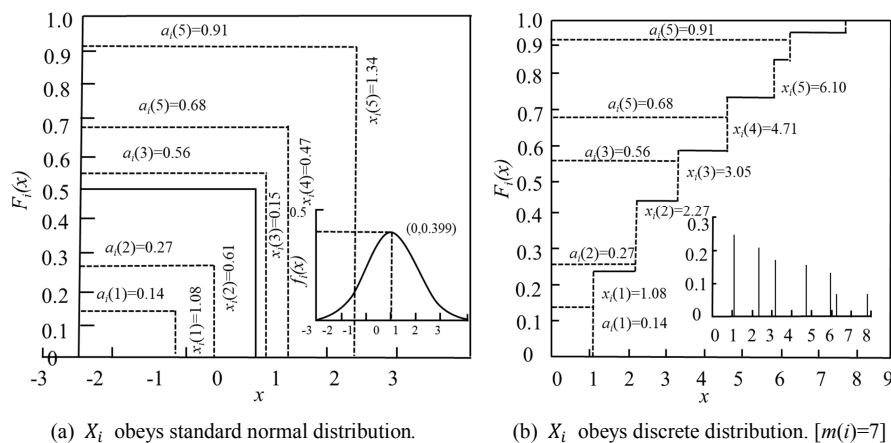 1.0
0.9
0.8
0.7
0.6
0.5
0.4
0.3
0.2
0.1
0
F_i(x)
a_i(5)=0.91
a_i(5)=0.68
a_i(3)=0.56
a_i(2)=0.27
a_i(1)=0.14
x_i(1)=1.08
x_i(2)=0.61
x_i(3)=0.15
x_i(4)=0.47
x_i(5)=1.34
0.5
f_i(x)
(0,0.399)
-3 -2 -1 0 1 2 3 4
-3 -2 -1 0 1 2 3
x
(a) X_i obeys standard normal distribution.
1.0
0.9
0.8
0.7
0.6
0.5
0.4
0.3
0.2
0.1
0
F_i(x)
a_i(5)=0.91
a_i(5)=0.68
a_i(3)=0.56
a_i(2)=0.27
x_i(1)=1.08
a_i(1)=0.14
x_i(5)=6.10
x_i(4)=4.71
x_i(3)=3.05
x_i(2)=2.27
0.3
0.2
0.1
0
0 1 2 3 4 5 6 7 8
0 1 2 3 4 5 6 7 8 9
x
(b) X_i obeys discrete distribution. [m(i)=7]